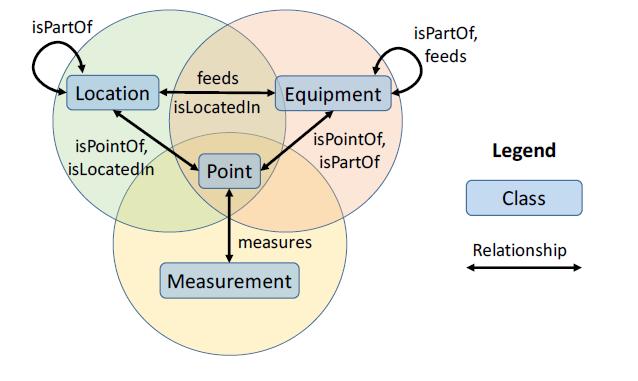 isPartOf
isPartOf,
feeds
Location
feeds
isLocatedIn
Equipment
isPointOf,
isLocatedIn
isPointOf,
isPartOf
Point
measures
Measurement
Legend
Class
Relationship